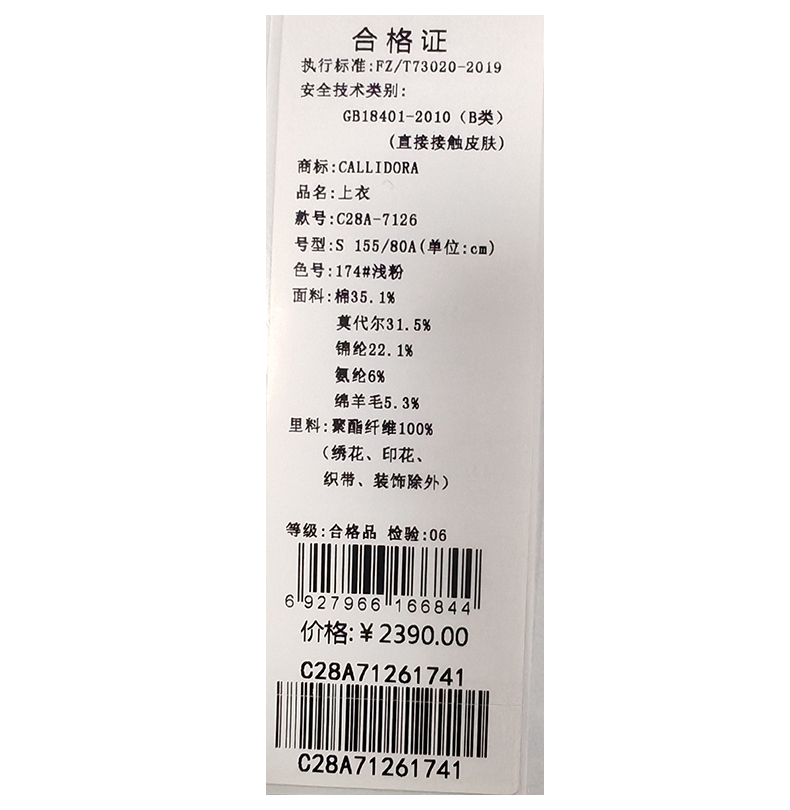 合格证
执行标准:FZ/T73020-2019
安全技术类别:
GB18401-2010（B类）
(直接接触皮肤)
商标:CALLIDORA
品名:上衣
款号:C28A-7126
号型:S 155/80A(单位:cm)
色号:174#浅粉
面料:棉35.1%
莫代尔31.5%
锦纶22.1%
氨纶6%
绵羊毛5.3%
里料:聚酯纤维100%
（绣花、印花、
织带、装饰除外）
等级:合格品 检验:06
6 927966 166844
价格:￥2390.00
C28A71261741
C28A71261741